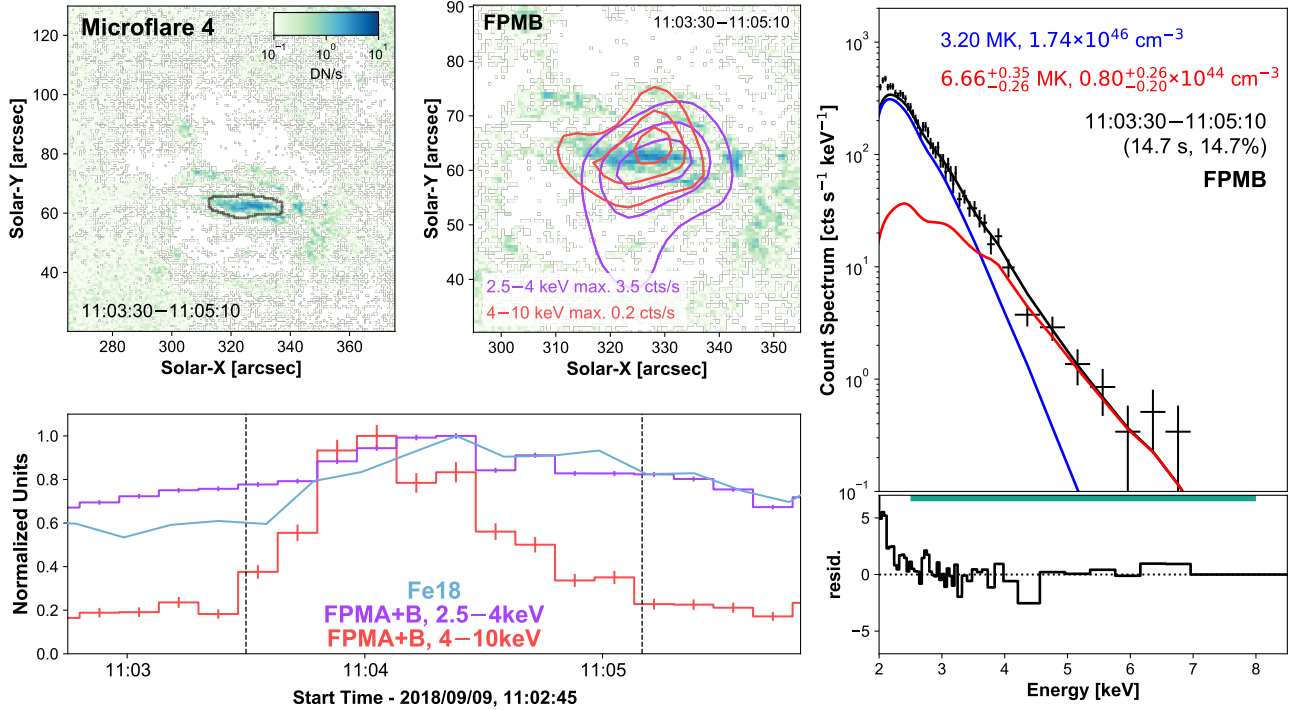 Microflare 4
10⁻¹ 10⁰ 10¹
DN/s
120
100
80
60
40
Solar-Y [arcsec]
11:03:30−11:05:10
280 300 320 340 360
Solar-X [arcsec]
FPMB
11:03:30−11:05:10
90
80
70
60
50
40
Solar-Y [arcsec]
2.5−4 keV max. 3.5 cts/s
4−10 keV max. 0.2 cts/s
300 310 320 330 340 350
Solar-X [arcsec]
3.20 MK, 1.74×10⁴⁶ cm⁻³
6.66+0.35−0.26 MK, 0.80+0.26−0.20×10⁴⁴ cm⁻³
11:03:30−11:05:10
(14.7 s, 14.7%)
FPMB
10³
10²
10¹
10⁰
10⁻¹
Count Spectrum [cts s⁻¹ keV⁻¹]
10⁻¹
5
0
−5
resid.
2 3 4 5 6 7 8
Energy [keV]
1.0
0.8
0.6
0.4
0.2
0.0
Normalized Units
Fe18
FPMA+B, 2.5−4keV
FPMA+B, 4−10keV
11:03 11:04 11:05
Start Time - 2018/09/09, 11:02:45